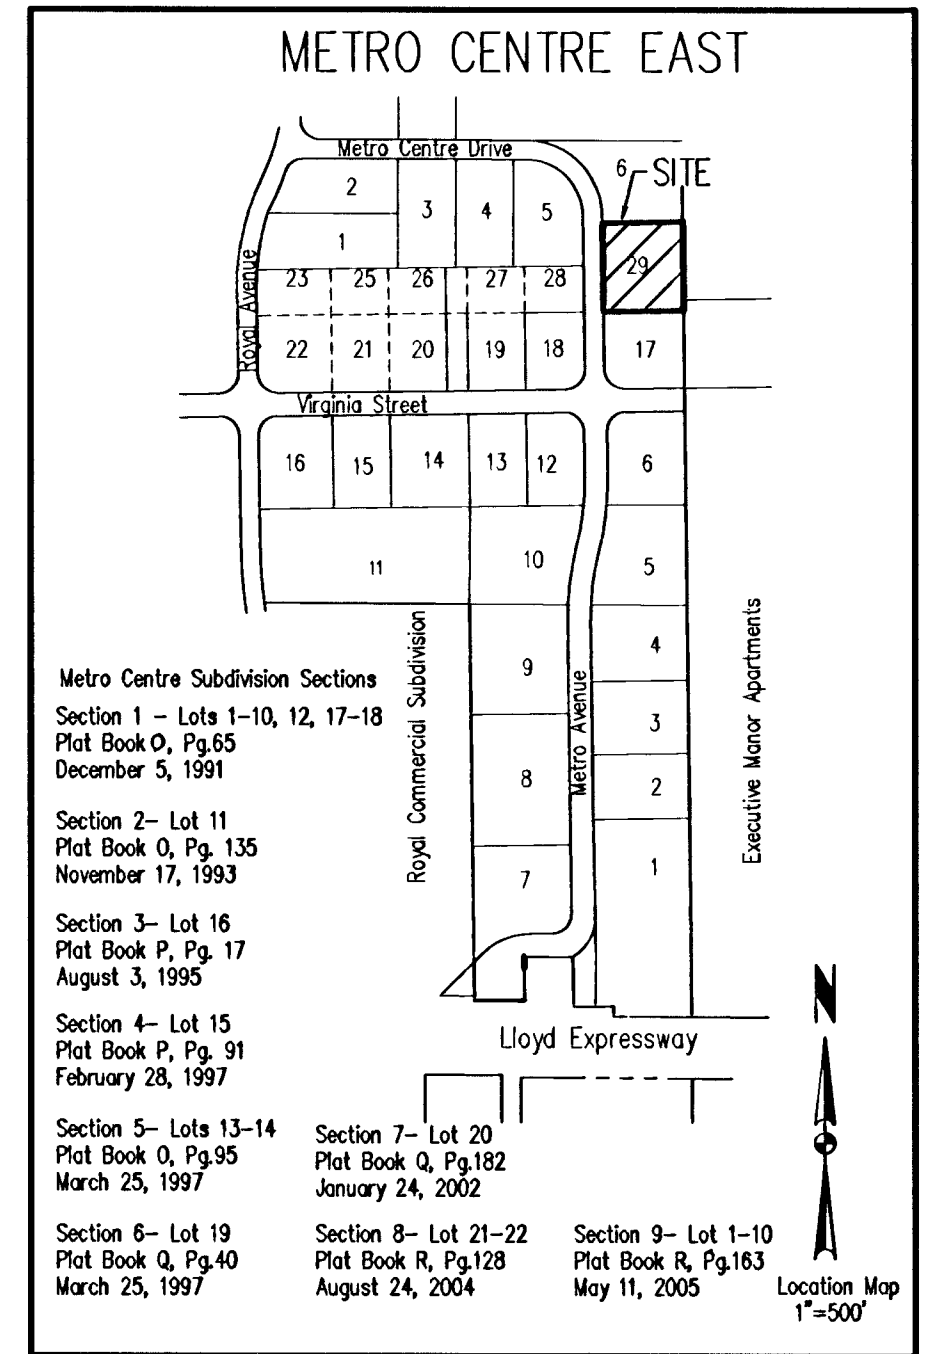 METRO CENTRE EAST
Metro Centre Drive
6 SITE
2
3
4
5
1
29
Royal Avenue
23
25
26
27
28
22
21
20
19
18
17
Virginia Street
16
15
14
13
12
6
11
10
5
Royal Commercial Subdivision
9
Metro Avenue
4
Executive Manor Apartments
3
8
2
7
1
Lloyd Expressway
N
Metro Centre Subdivision Sections
Section 1 - Lots 1-10, 12, 17-18
Plat Book O, Pg.65
December 5, 1991
Section 2- Lot 11
Plat Book O, Pg. 135
November 17, 1993
Section 3- Lot 16
Plat Book P, Pg. 17
August 3, 1995
Section 4- Lot 15
Plat Book P, Pg. 91
February 28, 1997
Section 5- Lots 13-14
Plat Book O, Pg.95
March 25, 1997
Section 6- Lot 19
Plat Book Q, Pg.40
March 25, 1997
Section 7- Lot 20
Plat Book Q, Pg.182
January 24, 2002
Section 8- Lot 21-22
Plat Book R, Pg.128
August 24, 2004
Section 9- Lot 1-10
Plat Book R, Pg.163
May 11, 2005
Location Map
1"=500'